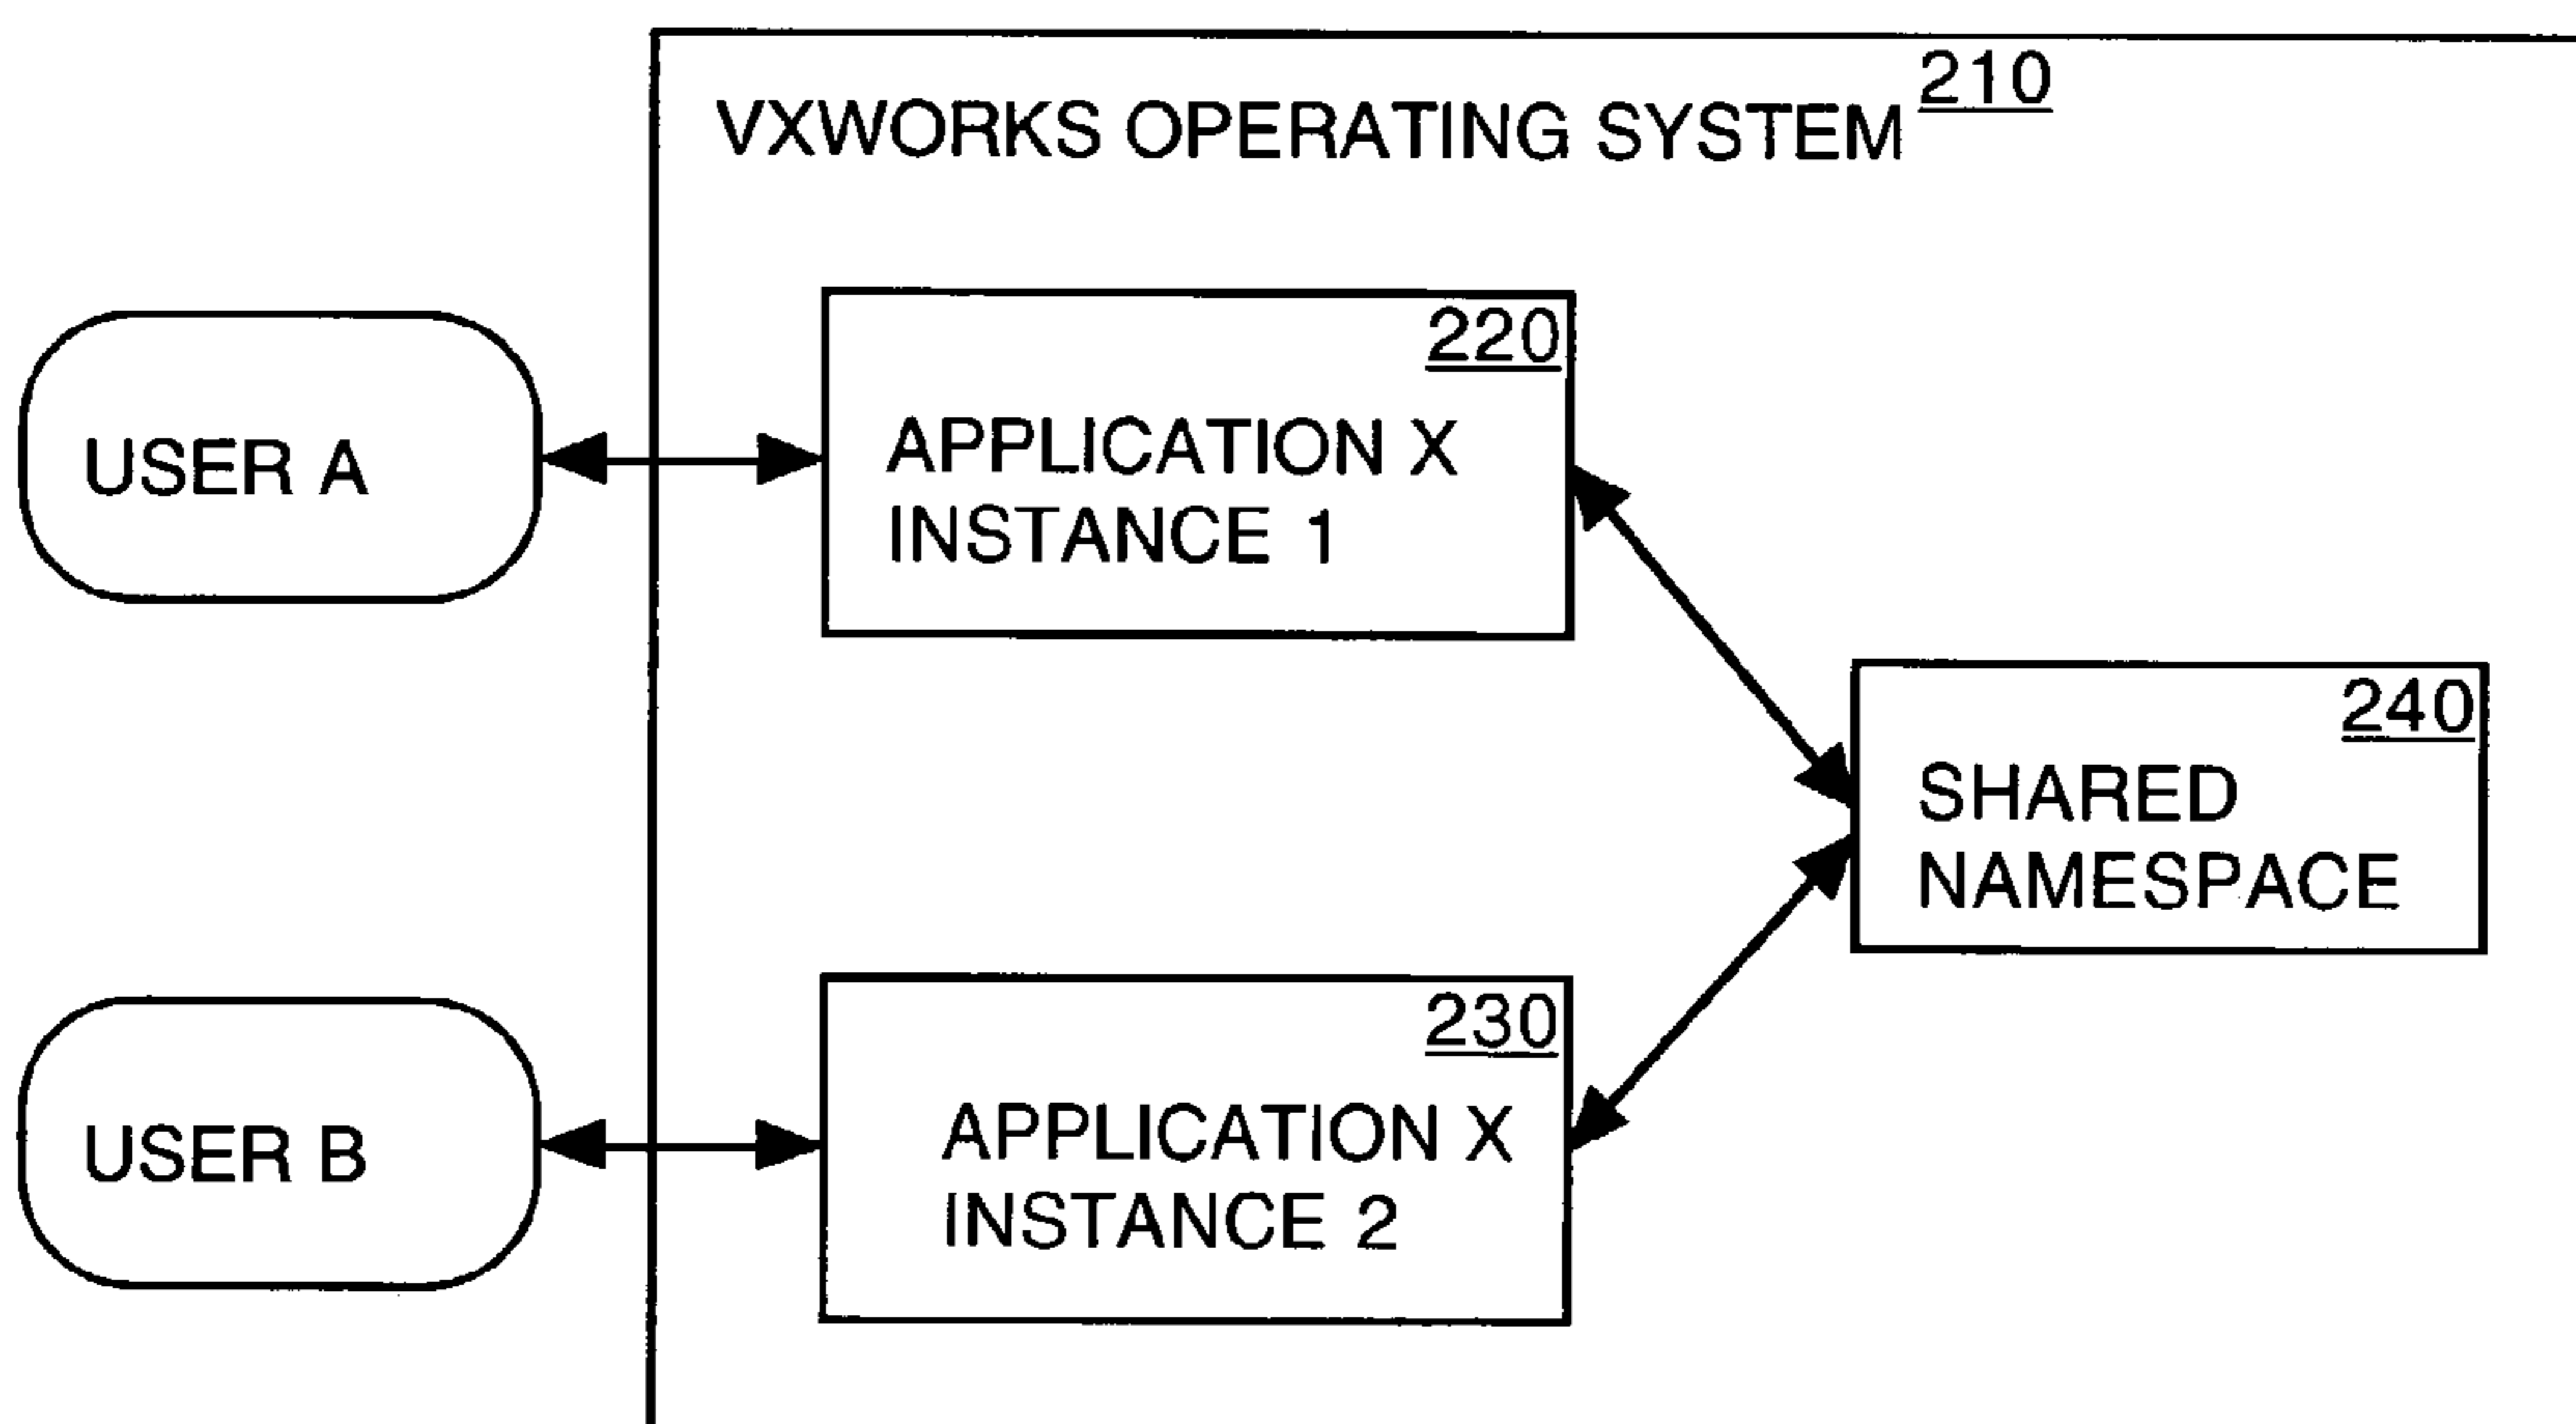 210
VXWORKS OPERATING SYSTEM
220
APPLICATION X
INSTANCE 1
USER A
240
SHARED
NAMESPACE
230
APPLICATION X
INSTANCE 2
USER B